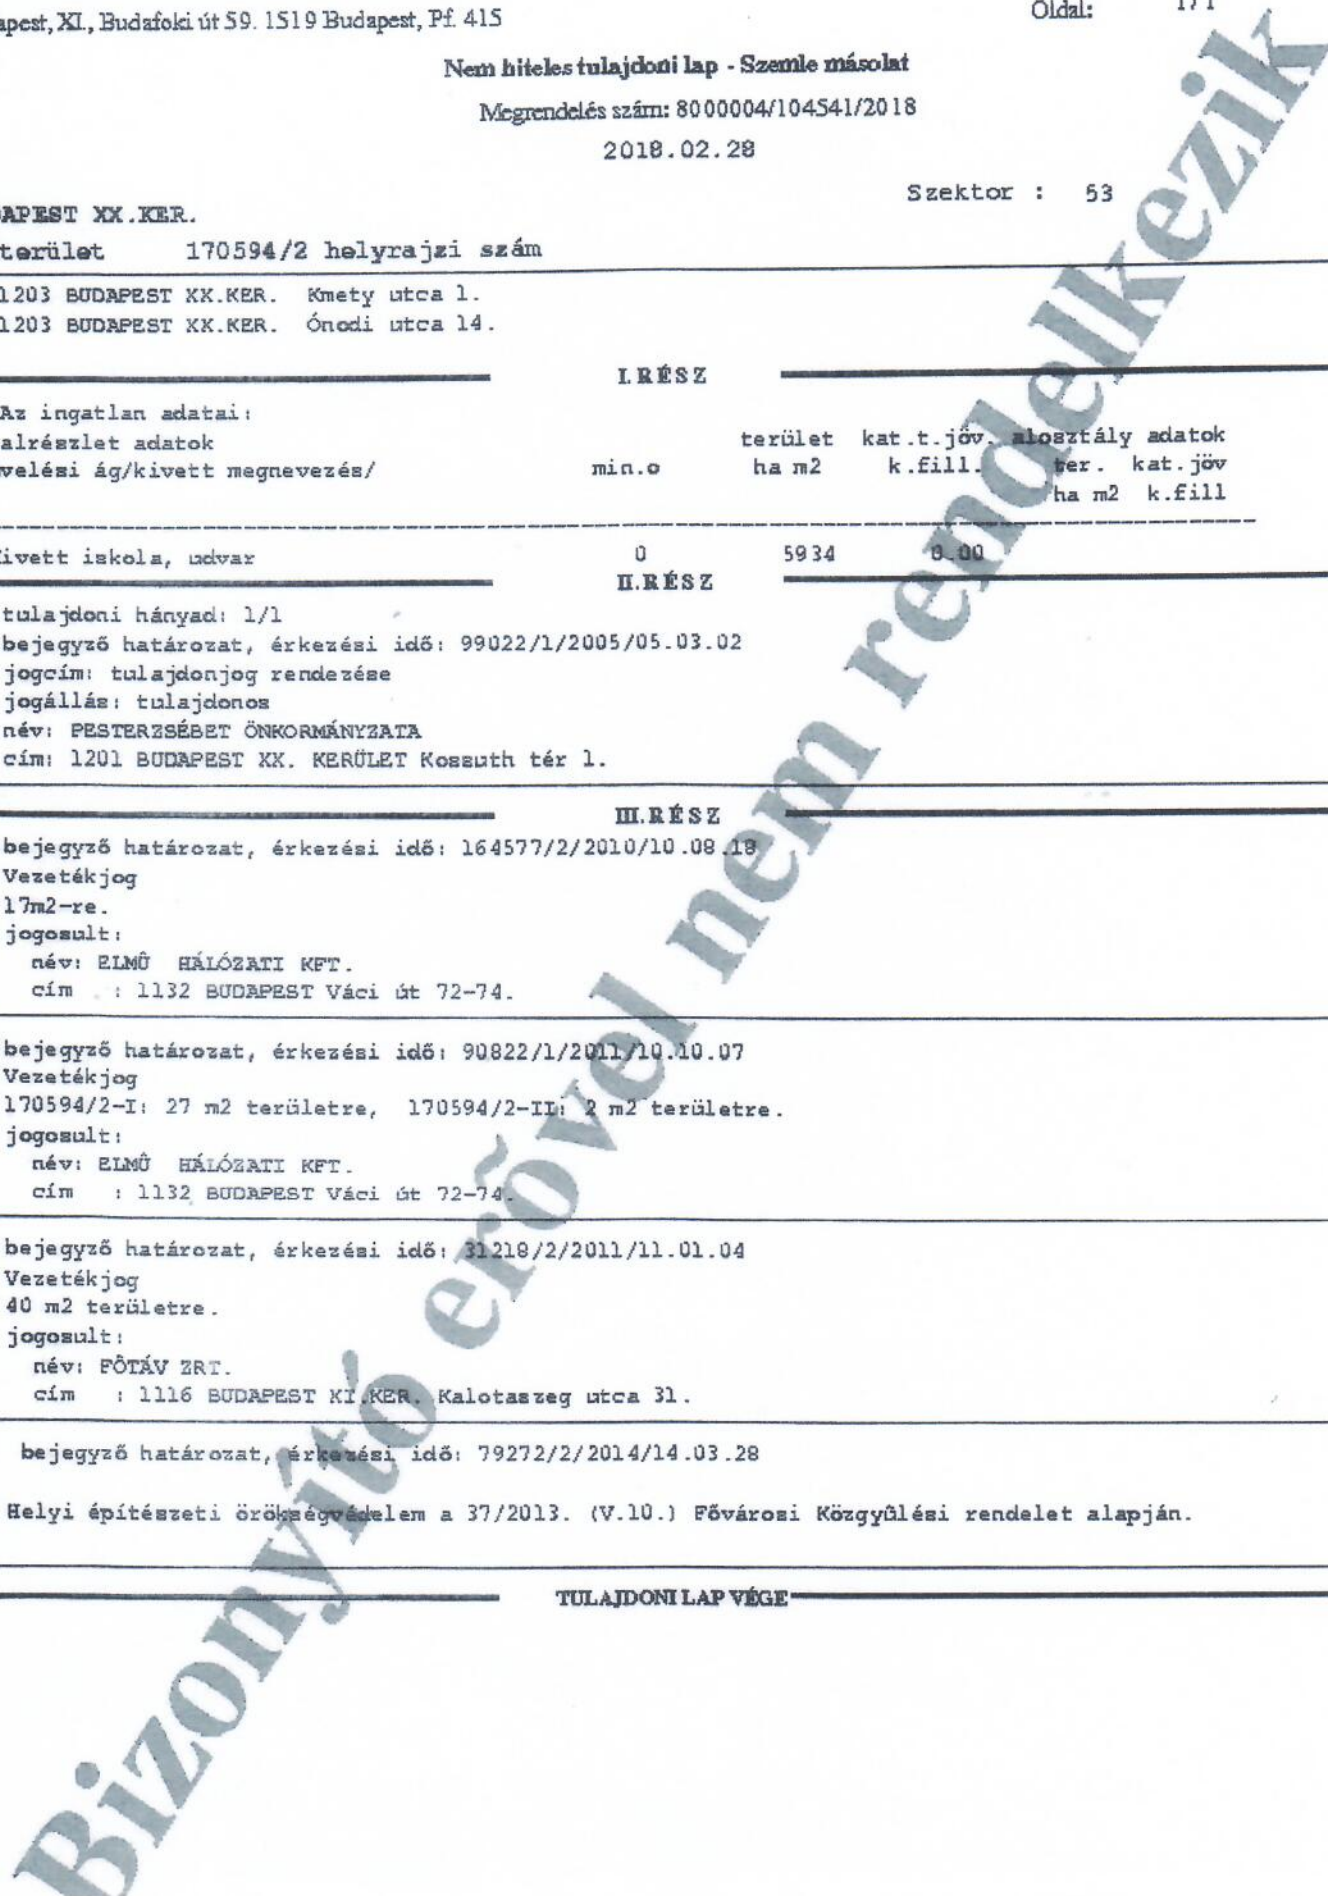 apest, XI., Budafoki út 59. 1519 Budapest, Pf. 415
Oldal: 1 / 1
Nem hiteles tulajdoni lap - Szemle másolat
Megrendelés szám: 8000004/104541/2018
2018.02.28
Szektor : 53
DAPEST XX.KER.
terület 170594/2 helyrajzi szám
1203 BUDAPEST XX.KER. Kmety utca 1.
1203 BUDAPEST XX.KER. Ónodi utca 14.
I.RÉSZ
Az ingatlan adatai:
alrészlet adatok terület kat.t.jöv. alosztály adatok
velési ág/kivett megnevezés/ min.o ha m2 k.fill. ter. kat.jöv
ha m2 k.fill
Kivett iskola, udvar 0 5934 0.00
II.RÉSZ
tulajdoni hányad: 1/1
bejegyző határozat, érkezési idő: 99022/1/2005/05.03.02
jogcím: tulajdonjog rendezése
jogállás: tulajdonos
név: PESTERZSÉBET ÖNKORMÁNYZATA
cím: 1201 BUDAPEST XX. KERÜLET Kossuth tér 1.
III.RÉSZ
bejegyző határozat, érkezési idő: 164577/2/2010/10.08.18
Vezetékjog
17m2-re.
jogosult:
név: ELMÛ HÁLÓZATI KFT.
cím : 1132 BUDAPEST Váci út 72-74.
bejegyző határozat, érkezési idő: 90822/1/2011/10.10.07
Vezetékjog
170594/2-I: 27 m2 területre, 170594/2-II: 2 m2 területre.
jogosult:
név: ELMÛ HÁLÓZATI KFT.
cím : 1132 BUDAPEST Váci út 72-74.
bejegyző határozat, érkezési idő: 31218/2/2011/11.01.04
Vezetékjog
40 m2 területre.
jogosult:
név: FÔTÁV ZRT.
cím : 1116 BUDAPEST XI.KER. Kalotaszeg utca 31.
bejegyző határozat, érkezési idő: 79272/2/2014/14.03.28
Helyi építészeti örökségvédelem a 37/2013. (V.10.) Fővárosi Közgyûlési rendelet alapján.
TULAJDONI LAP VÉGE
Bizonyító erővel nem rendelkezik